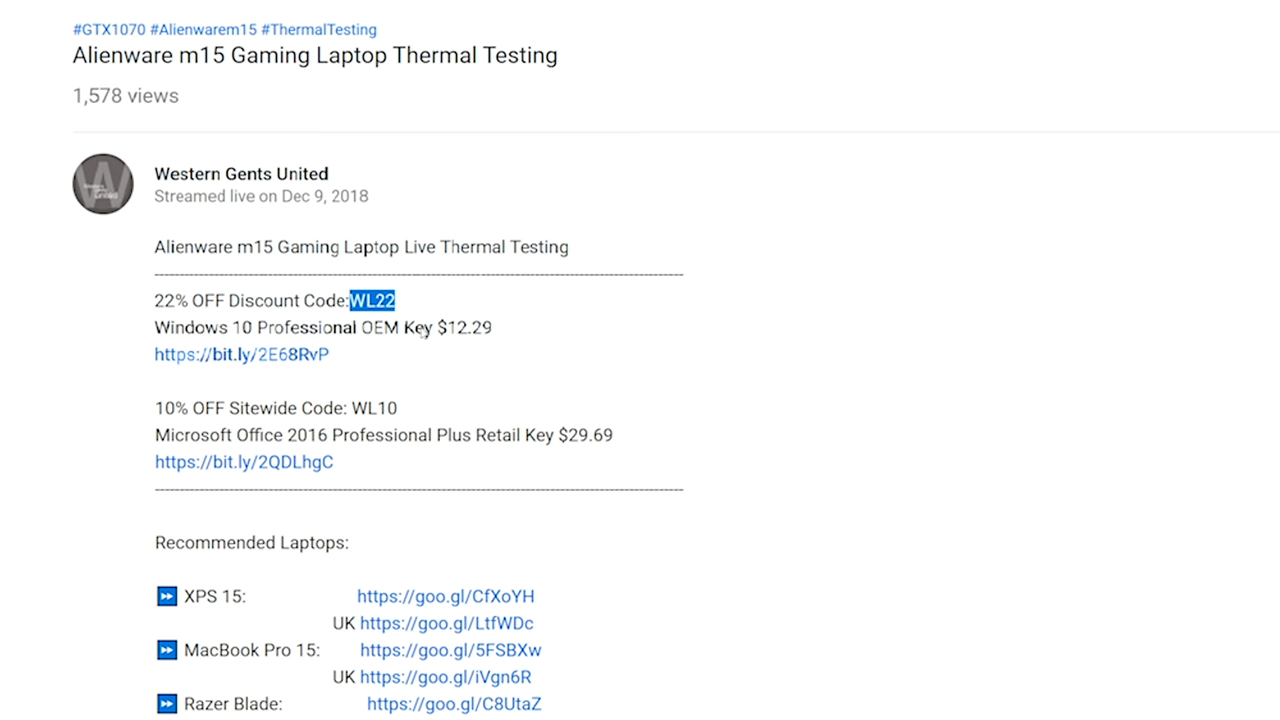 #GTX1070 #Alienwarem15 #ThermalTesting
Alienware m15 Gaming Laptop Thermal Testing
1,578 views
Western Gents United
Streamed live on Dec 9, 2018
Alienware m15 Gaming Laptop Live Thermal Testing
22% OFF Discount Code:WL22
Windows 10 Professional OEM Key $12.29
https://bit.ly/2E68RvP
10% OFF Sitewide Code: WL10
Microsoft Office 2016 Professional Plus Retail Key $29.69
https://bit.ly/2QDLhgC
Recommended Laptops:
XPS 15: https://goo.gl/CfXoYH
UK https://goo.gl/LtfWDc
MacBook Pro 15: https://goo.gl/5FSBXw
UK https://goo.gl/iVgn6R
Razer Blade: https://goo.gl/C8UtaZ